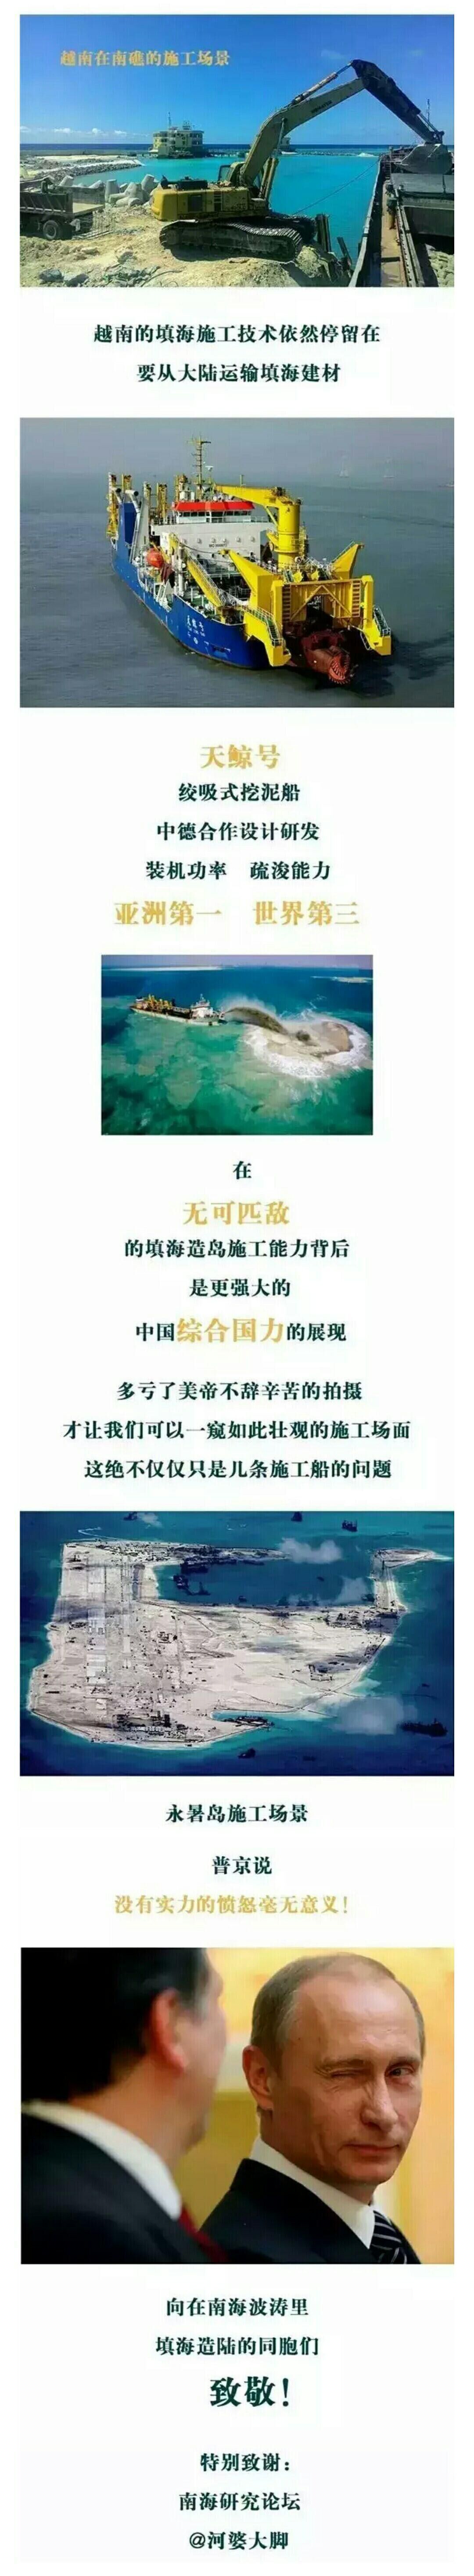 越南在南礁的施工场景
越南的填海施工技术依然停留在
要从大陆运输填海建材
天鲸号
绞吸式挖泥船
中德合作设计研发
装机功率 疏浚能力
亚洲第一 世界第三
在
无可匹敌
的填海造岛施工能力背后
是更强大的
中国综合国力的展现
多亏了美帝不辞辛苦的拍摄
才让我们可以一窥如此壮观的施工场面
这绝不仅仅只是几条施工船的问题
永暑岛施工场景
普京说
没有实力的愤怒毫无意义！
向在南海波涛里
填海造陆的同胞们
致敬！
特别致谢：
南海研究论坛
@河婆大脚